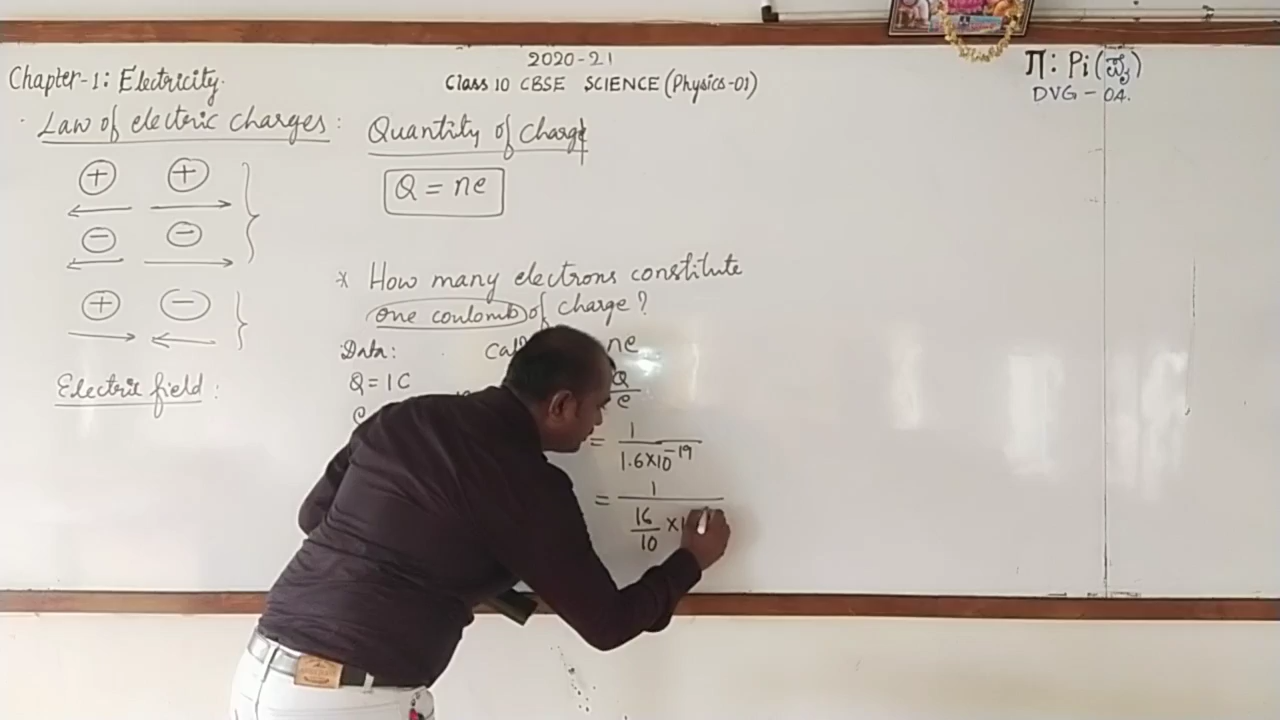 2020-21
Class 10 CBSE SCIENCE (Physics-01)
Π: Pi(ಪೈ)
DVG - 04.
Chapter-1: Electricity.
Law of electric charges:
+ +
- -
+ -
Electric field:
Quantity of Charge
Q = ne
* How many electrons constitute
one coulomb of charge?
Data:
Q = 1C
e
ne
Q
e
= 1
1.6×10⁻¹⁹
= 1
16
10 ×